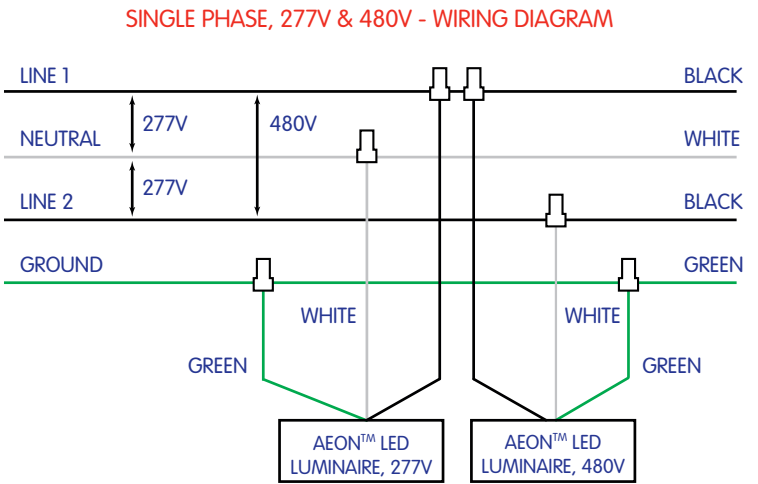 SINGLE PHASE, 277V & 480V - WIRING DIAGRAM
LINE 1
BLACK
277V
480V
NEUTRAL
WHITE
277V
LINE 2
BLACK
GROUND
GREEN
WHITE
WHITE
GREEN
GREEN
AEON™ LED
LUMINAIRE, 277V
AEON™ LED
LUMINAIRE, 480V